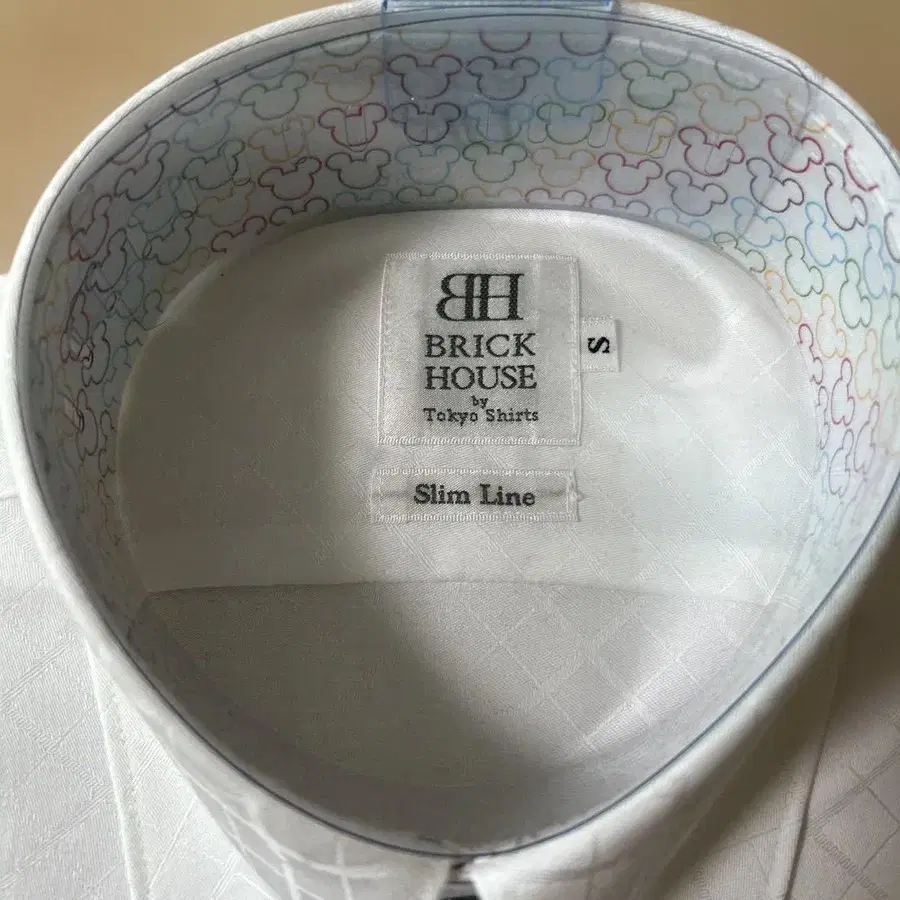 BH
BRICK
HOUSE
by
Tokyo Shirts
S
Slim Line